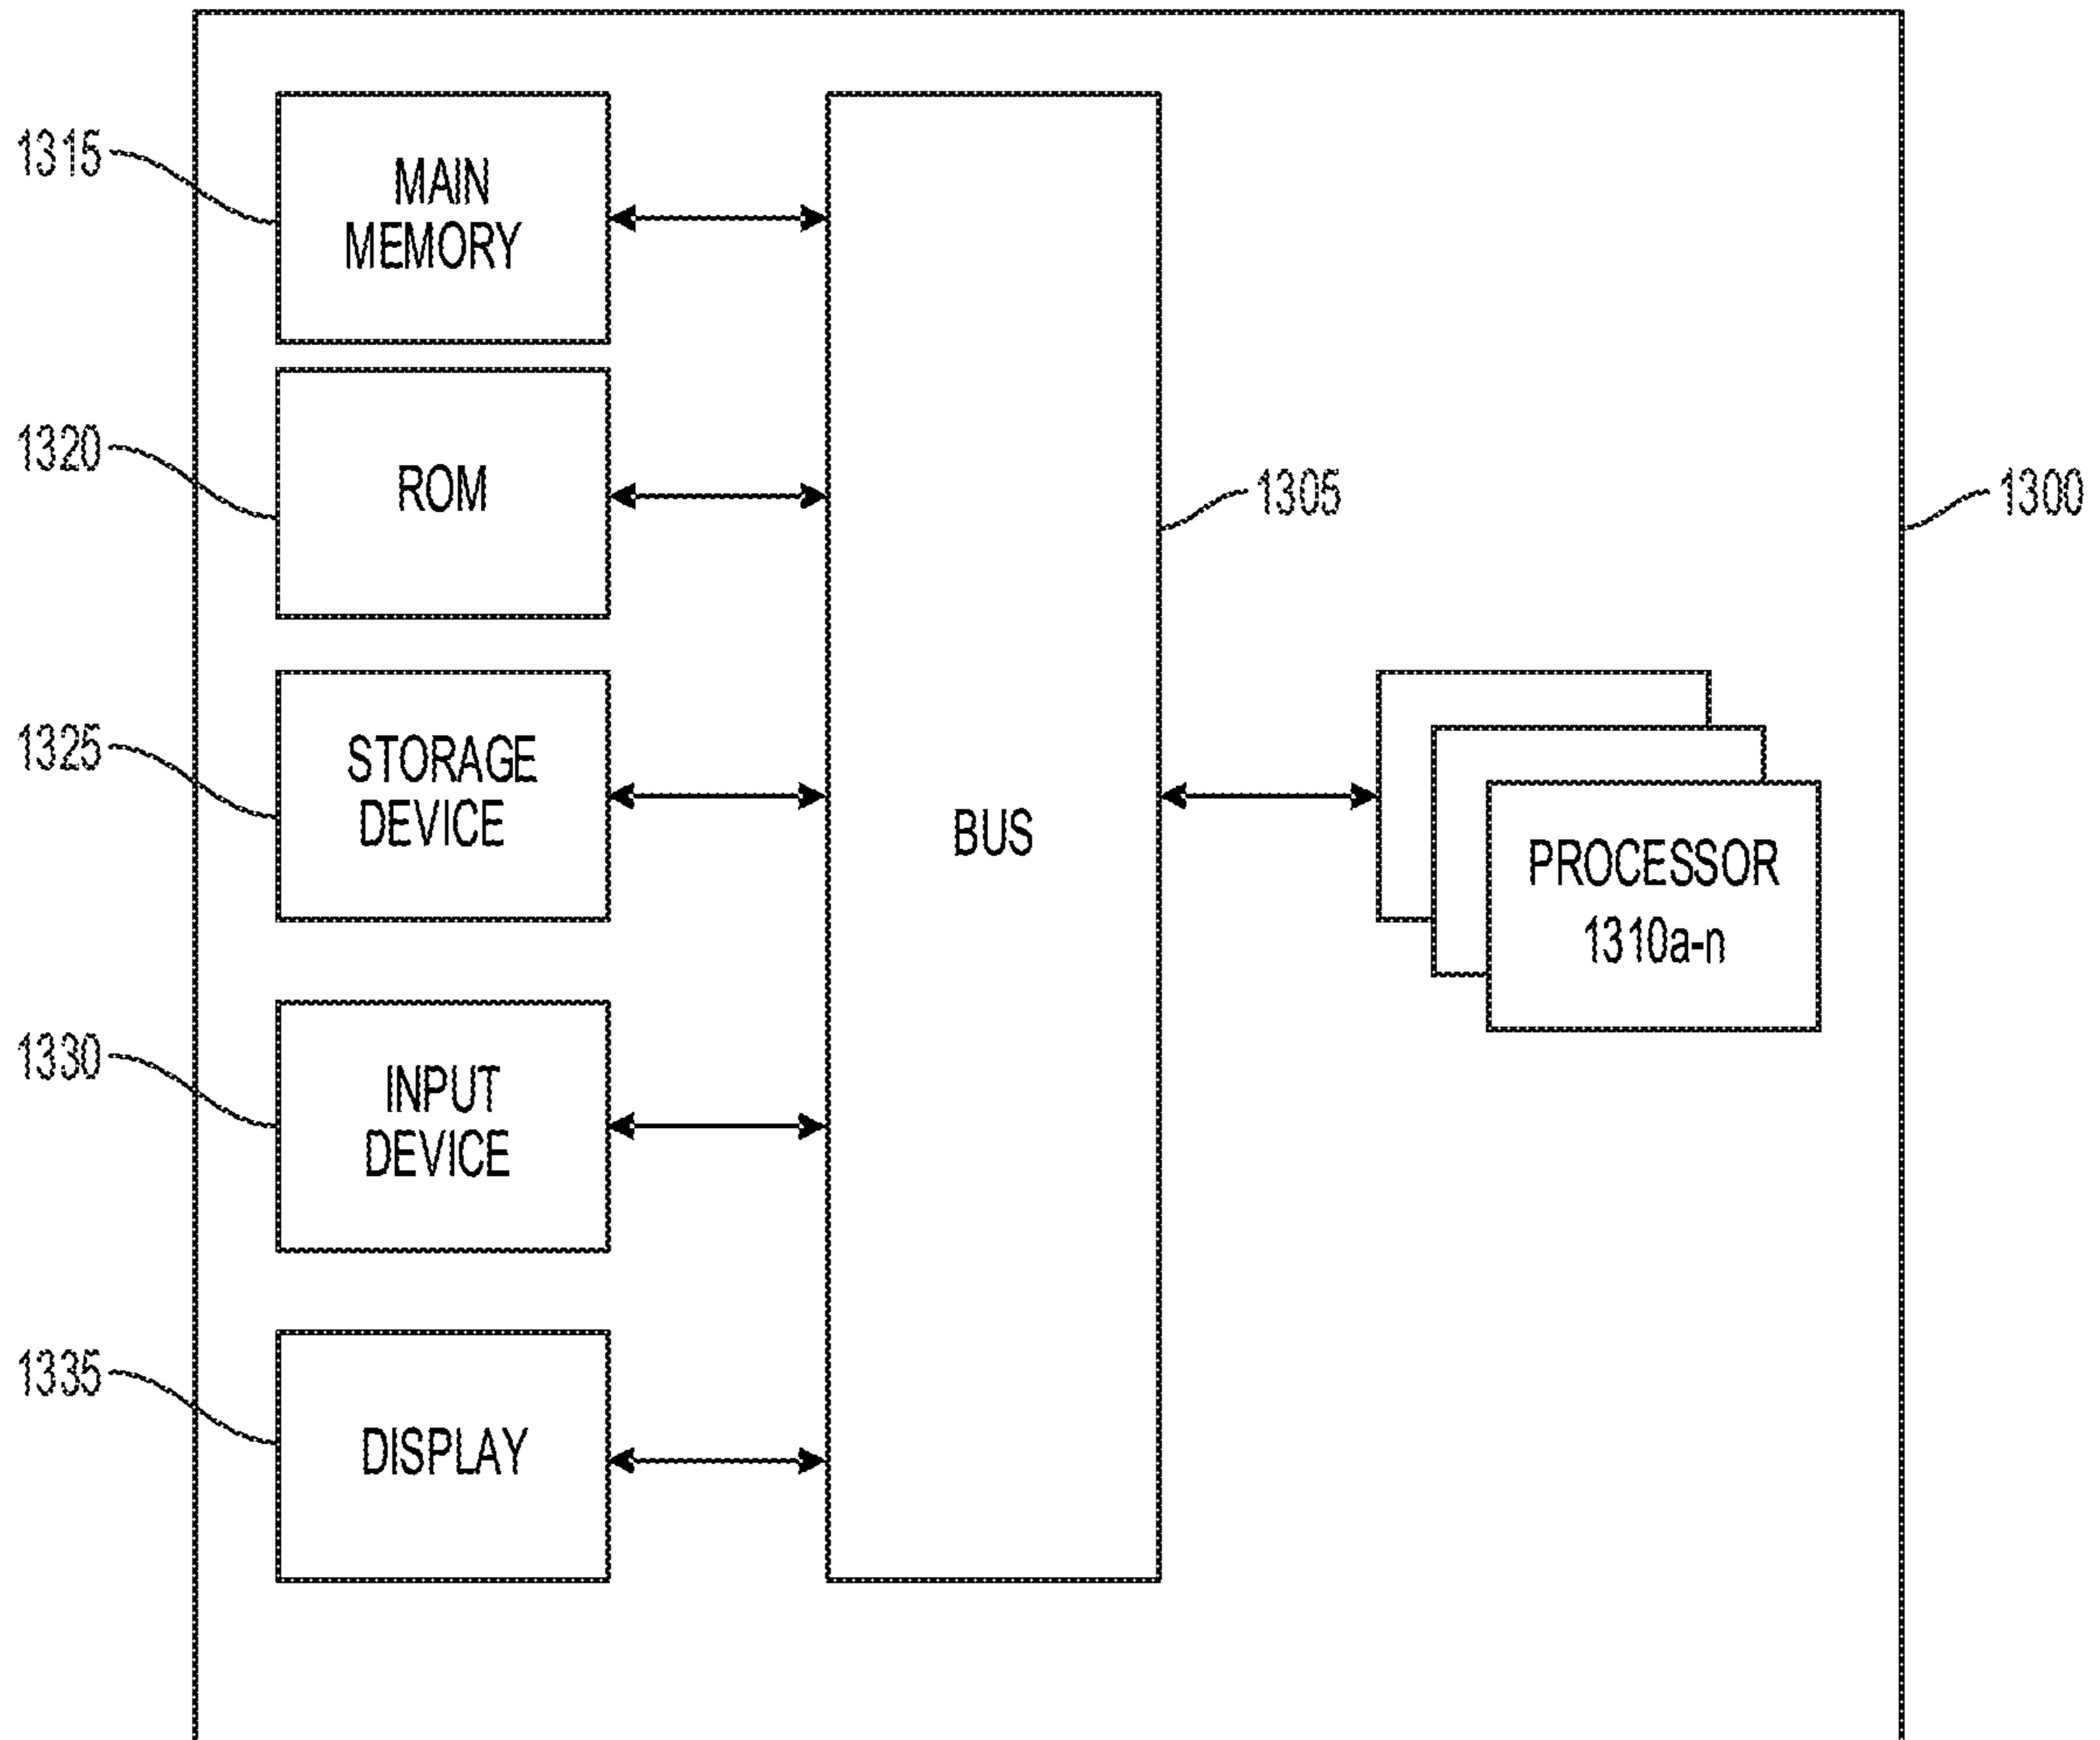 1315
MAIN
MEMORY
1320
ROM
1305
1300
1325
STORAGE
DEVICE
BUS
PROCESSOR
1310a-n
1330
INPUT
DEVICE
1335
DISPLAY